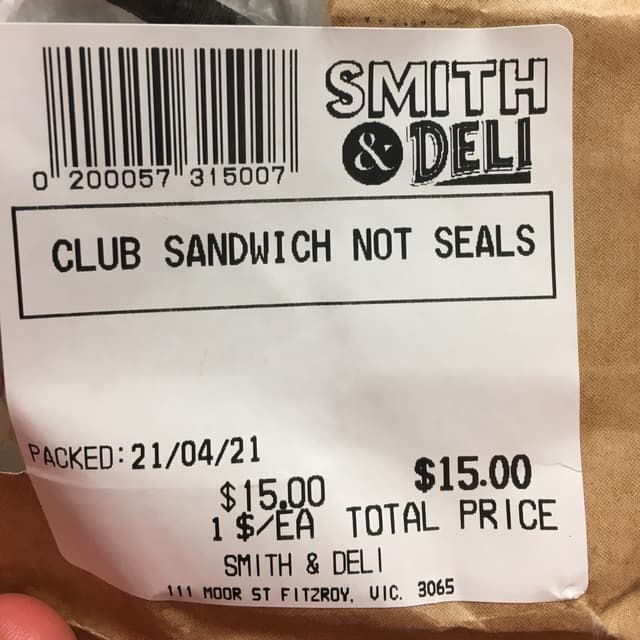 SMITH
& DELI
0 200057 315007
CLUB SANDWICH NOT SEALS
PACKED: 21/04/21
$15.00 $15.00
1 $/EA TOTAL PRICE
SMITH & DELI
111 MOOR ST FITZROY, VIC. 3065